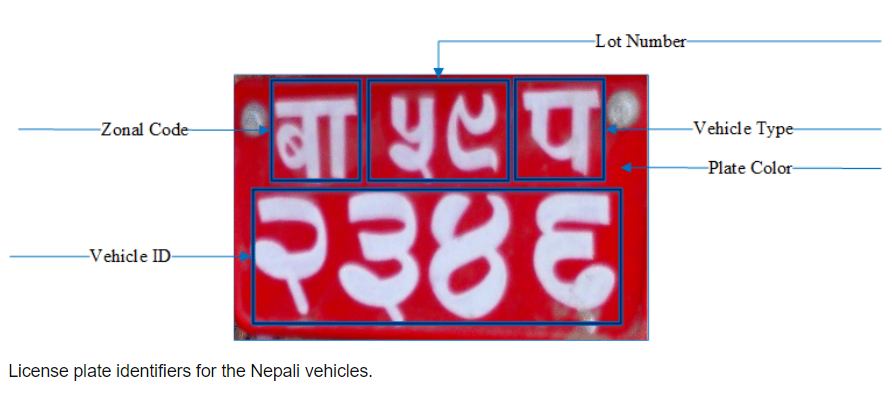 Lot Number
Zonal Code
बा ५९ प
Vehicle Type
Plate Color
Vehicle ID
२३४६
License plate identifiers for the Nepali vehicles.